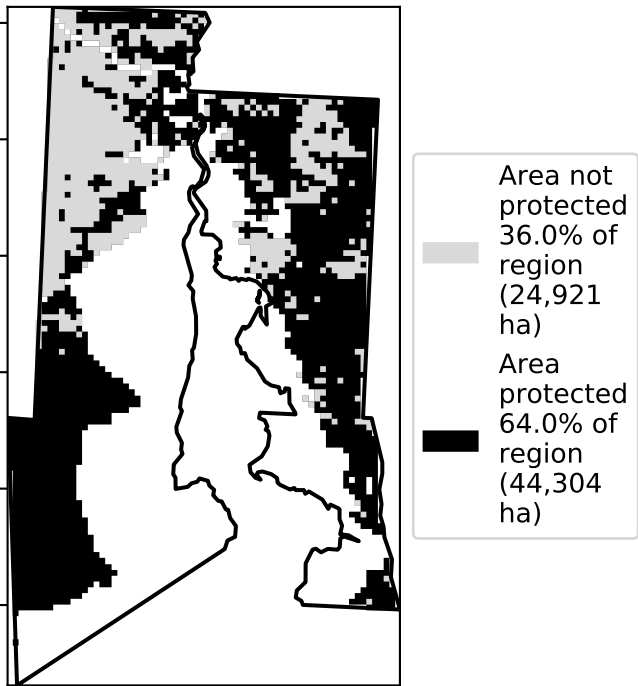 Area not
protected
36.0% of
region
(24,921
ha)
Area
protected
64.0% of
region
(44,304
ha)